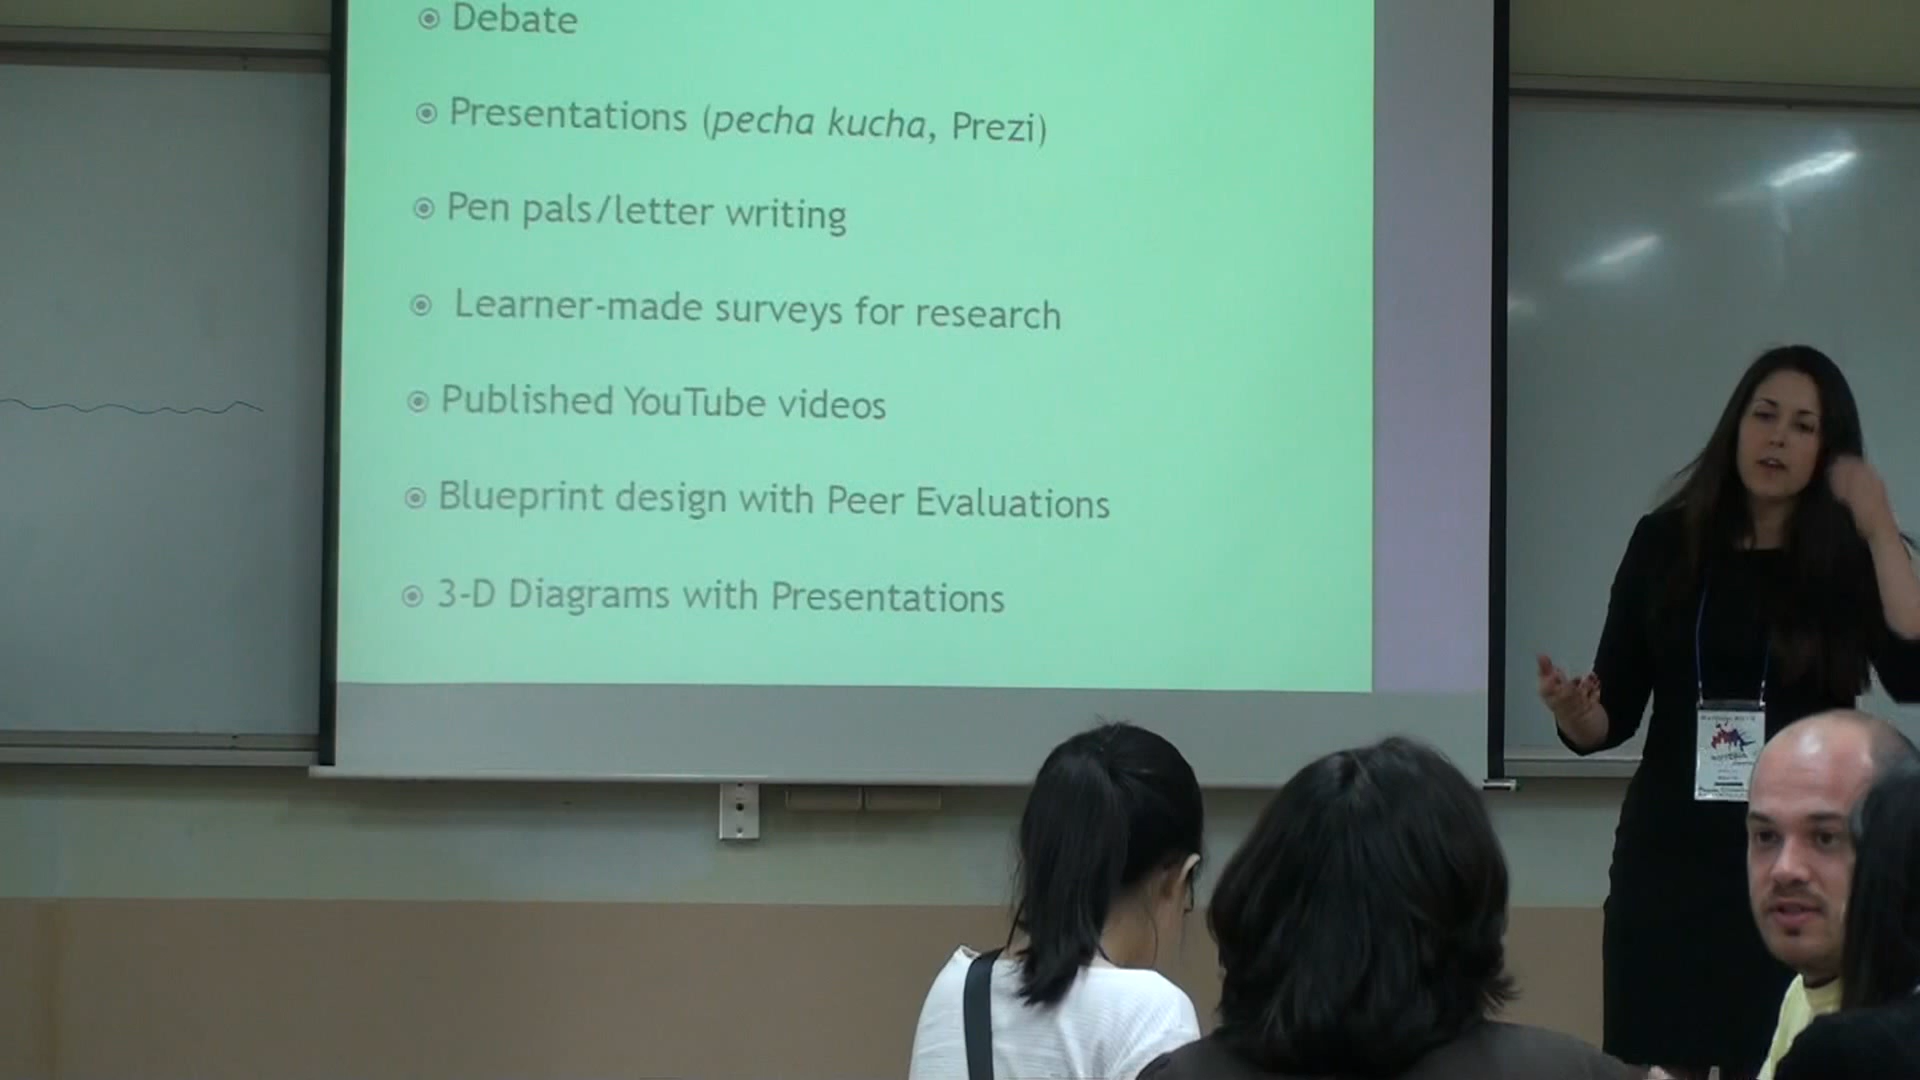 Debate
Presentations (pecha kucha, Prezi)
Pen pals/letter writing
Learner-made surveys for research
Published YouTube videos
Blueprint design with Peer Evaluations
3-D Diagrams with Presentations